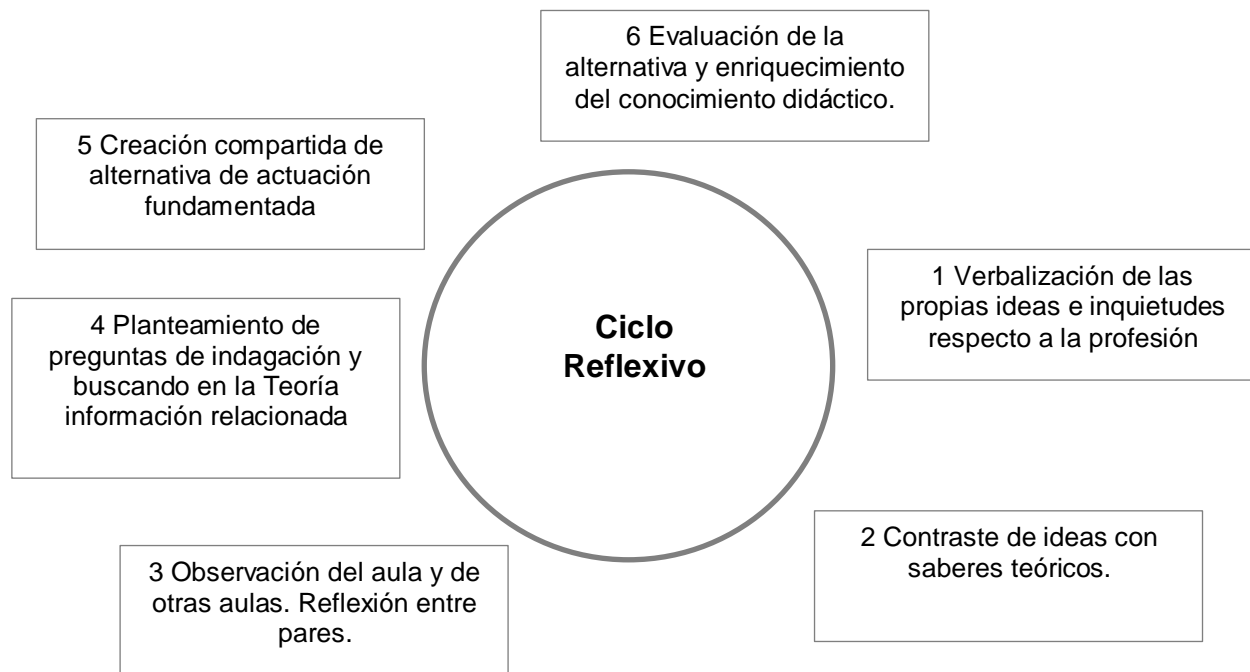 6 Evaluación de la
alternativa y enriquecimiento
del conocimiento didáctico.
5 Creación compartida de
alternativa de actuación
fundamentada
1 Verbalización de las
propias ideas e inquietudes
respecto a la profesión
4 Planteamiento de
preguntas de indagación y
buscando en la Teoría
información relacionada
Ciclo
Reflexivo
2 Contraste de ideas con
saberes teóricos.
3 Observación del aula y de
otras aulas. Reflexión entre
pares.